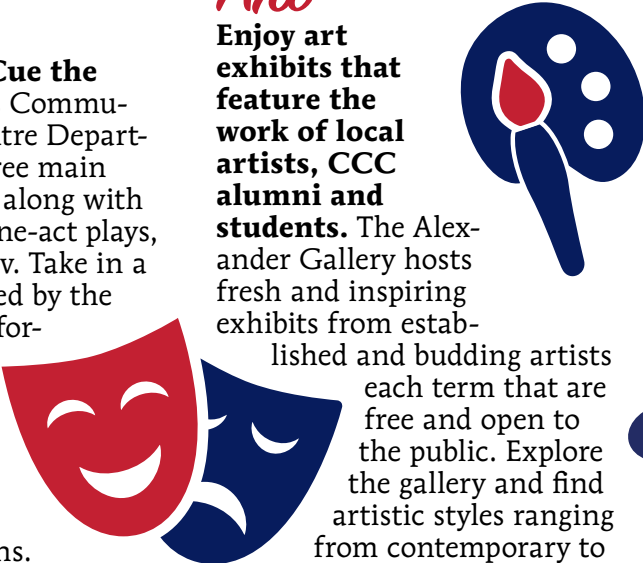 Cue the
Commu-
tre Depart-
ree main
along with
ne-act plays,
v. Take in a
ed by the
for-
ns.
Enjoy art
exhibits that
feature the
work of local
artists, CCC
alumni and
students. The Alex-
ander Gallery hosts
fresh and inspiring
exhibits from estab-
lished and budding artists
each term that are
free and open to
the public. Explore
the gallery and find
artistic styles ranging
from contemporary to